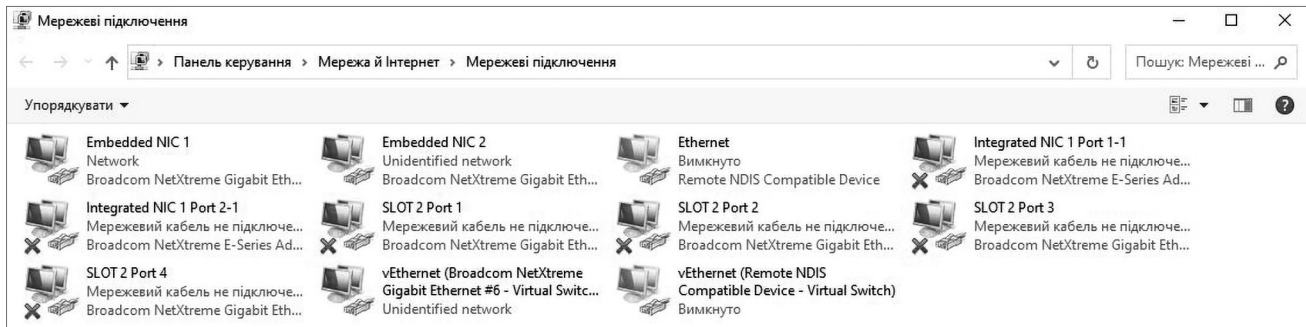 Мережеві підключення
Панель керування › Мережа й Інтернет › Мережеві підключення
Пошук: Мережеві ...
Упорядкувати
Embedded NIC 1
Network
Broadcom NetXtreme Gigabit Eth...
Embedded NIC 2
Unidentified network
Broadcom NetXtreme Gigabit Eth...
Ethernet
Вимкнуто
Remote NDIS Compatible Device
Integrated NIC 1 Port 1-1
Мережевий кабель не підключе...
Broadcom NetXtreme E-Series Ad...
Integrated NIC 1 Port 2-1
Мережевий кабель не підключе...
Broadcom NetXtreme E-Series Ad...
SLOT 2 Port 1
Мережевий кабель не підключе...
Broadcom NetXtreme Gigabit Eth...
SLOT 2 Port 2
Мережевий кабель не підключе...
Broadcom NetXtreme Gigabit Eth...
SLOT 2 Port 3
Мережевий кабель не підключе...
Broadcom NetXtreme Gigabit Eth...
SLOT 2 Port 4
Мережевий кабель не підключе...
Broadcom NetXtreme Gigabit Eth...
vEthernet (Broadcom NetXtreme
Gigabit Ethernet #6 - Virtual Switc...
Unidentified network
vEthernet (Remote NDIS
Compatible Device - Virtual Switch)
Вимкнуто